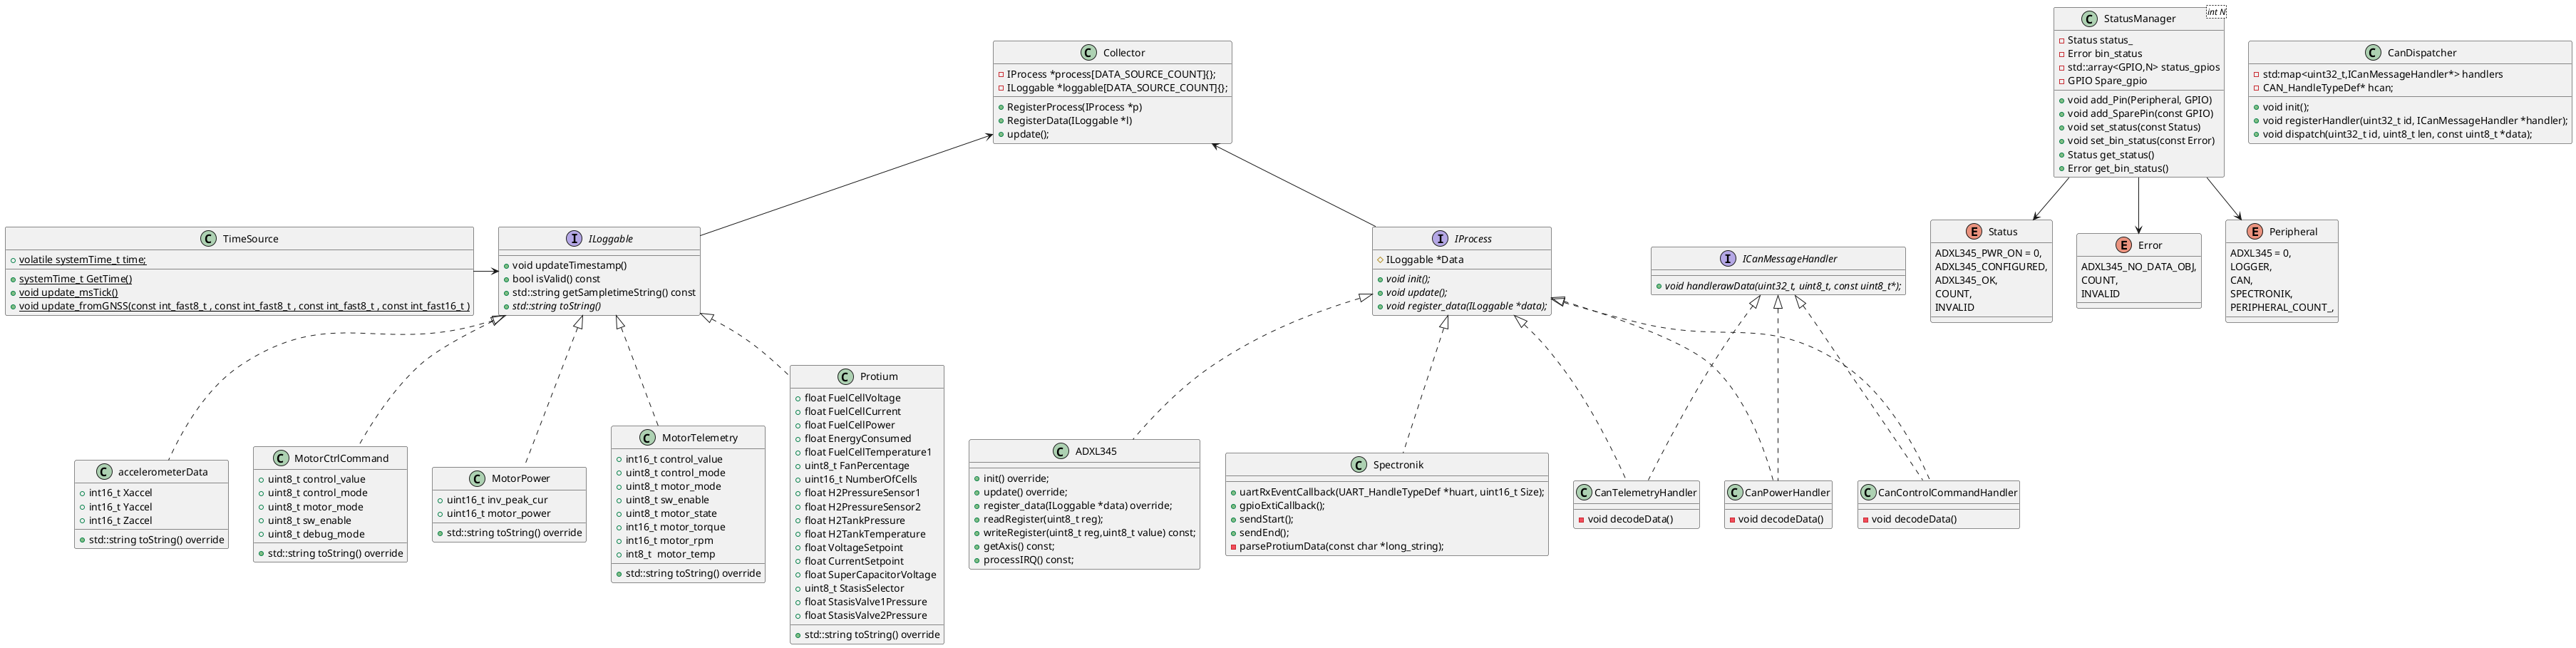 StatusManager
int N
Status status_
Error bin_status
std::array<GPIO,N> status_gpios
GPIO Spare_gpio
void add_Pin(Peripheral, GPIO)
void add_SparePin(const GPIO)
void set_status(const Status)
void set_bin_status(const Error)
Status get_status()
Error get_bin_status()
Collector
IProcess *process[DATA_SOURCE_COUNT]{};
ILoggable *loggable[DATA_SOURCE_COUNT]{};
RegisterProcess(IProcess *p)
RegisterData(ILoggable *l)
update();
CanDispatcher
std:map<uint32_t,ICanMessageHandler*> handlers
CAN_HandleTypeDef* hcan;
void init();
void registerHandler(uint32_t id, ICanMessageHandler *handler);
void dispatch(uint32_t id, uint8_t len, const uint8_t *data);
TimeSource
volatile systemTime_t time;
systemTime_t GetTime()
void update_msTick()
void update_fromGNSS(const int_fast8_t , const int_fast8_t , const int_fast8_t , const int_fast16_t )
ILoggable
void updateTimestamp()
bool isValid() const
std::string getSampletimeString() const
std::string toString()
IProcess
ILoggable *Data
void init();
void update();
void register_data(ILoggable *data);
ICanMessageHandler
void handlerawData(uint32_t, uint8_t, const uint8_t*);
Status
ADXL345_PWR_ON = 0,
ADXL345_CONFIGURED,
ADXL345_OK,
COUNT,
INVALID
Error
ADXL345_NO_DATA_OBJ,
COUNT,
INVALID
Peripheral
ADXL345 = 0,
LOGGER,
CAN,
SPECTRONIK,
PERIPHERAL_COUNT_,
accelerometerData
int16_t Xaccel
int16_t Yaccel
int16_t Zaccel
std::string toString() override
MotorCtrlCommand
uint8_t control_value
uint8_t control_mode
uint8_t motor_mode
uint8_t sw_enable
uint8_t debug_mode
std::string toString() override
MotorPower
uint16_t inv_peak_cur
uint16_t motor_power
std::string toString() override
MotorTelemetry
int16_t control_value
uint8_t control_mode
uint8_t motor_mode
uint8_t sw_enable
uint8_t motor_state
int16_t motor_torque
int16_t motor_rpm
int8_t  motor_temp
std::string toString() override
Protium
float FuelCellVoltage
float FuelCellCurrent
float FuelCellPower
float EnergyConsumed
float FuelCellTemperature1
uint8_t FanPercentage
uint16_t NumberOfCells
float H2PressureSensor1
float H2PressureSensor2
float H2TankPressure
float H2TankTemperature
float VoltageSetpoint
float CurrentSetpoint
float SuperCapacitorVoltage
uint8_t StasisSelector
float StasisValve1Pressure
float StasisValve2Pressure
std::string toString() override
ADXL345
init() override;
update() override;
register_data(ILoggable *data) override;
readRegister(uint8_t reg);
writeRegister(uint8_t reg,uint8_t value) const;
getAxis() const;
processIRQ() const;
Spectronik
uartRxEventCallback(UART_HandleTypeDef *huart, uint16_t Size);
gpioExtiCallback();
sendStart();
sendEnd();
parseProtiumData(const char *long_string);
CanTelemetryHandler
void decodeData()
CanPowerHandler
void decodeData()
CanControlCommandHandler
void decodeData()